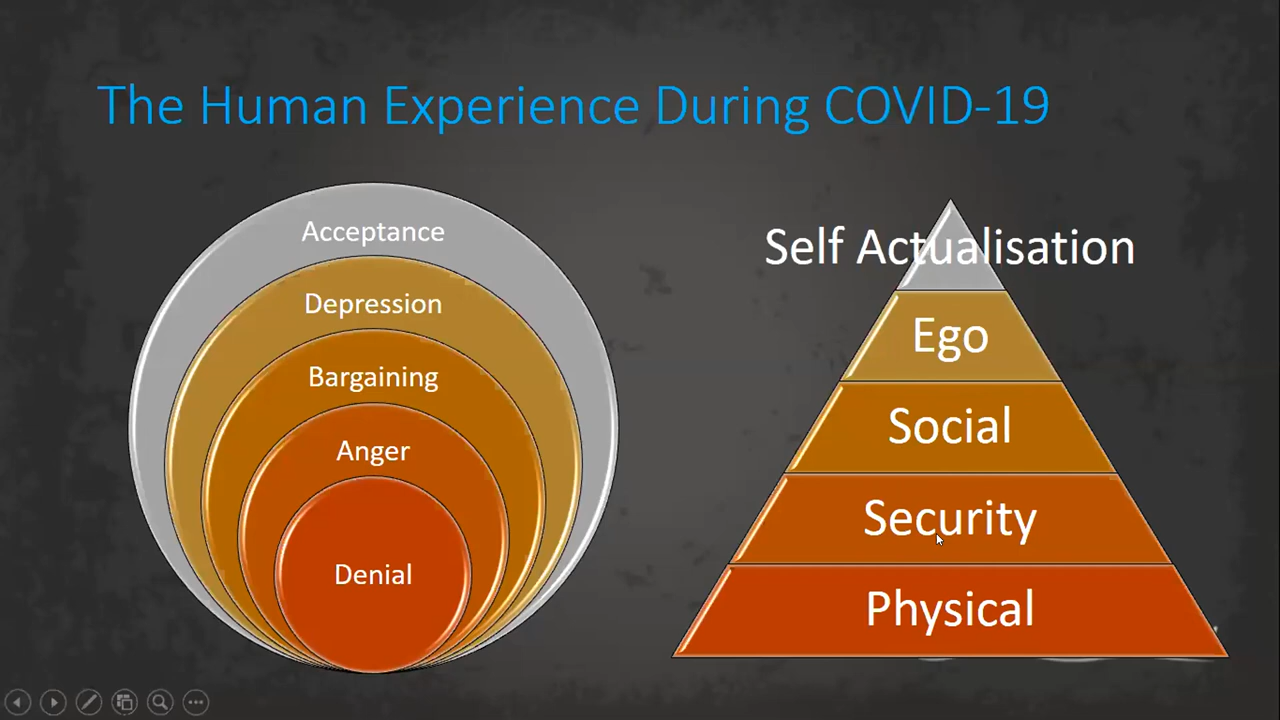 The Human Experience During COVID-19
Acceptance
Depression
Bargaining
Anger
Denial
Self Actualisation
Ego
Social
Security
Physical